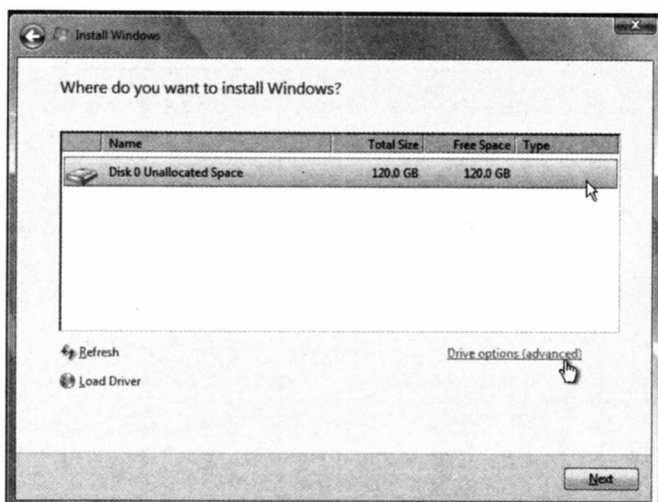 Install Windows
Where do you want to install Windows?
Name Total Size Free Space Type
Disk 0 Unallocated Space 120.0 GB 120.0 GB
Refresh Drive options (advanced)
Load Driver
Next